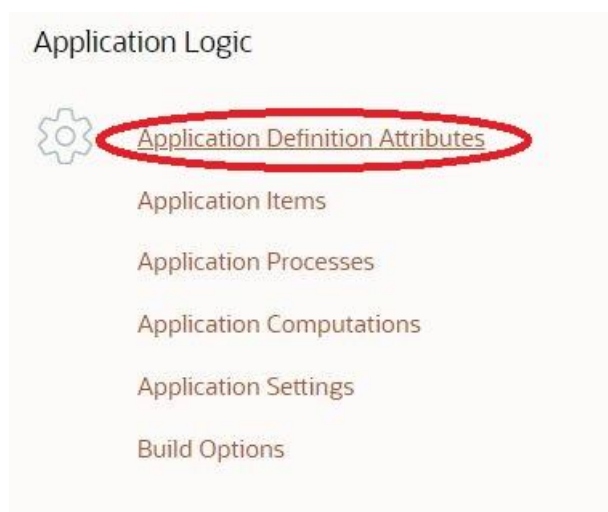 Application Logic
Application Definition Attributes
Application Items
Application Processes
Application Computations
Application Settings
Build Options